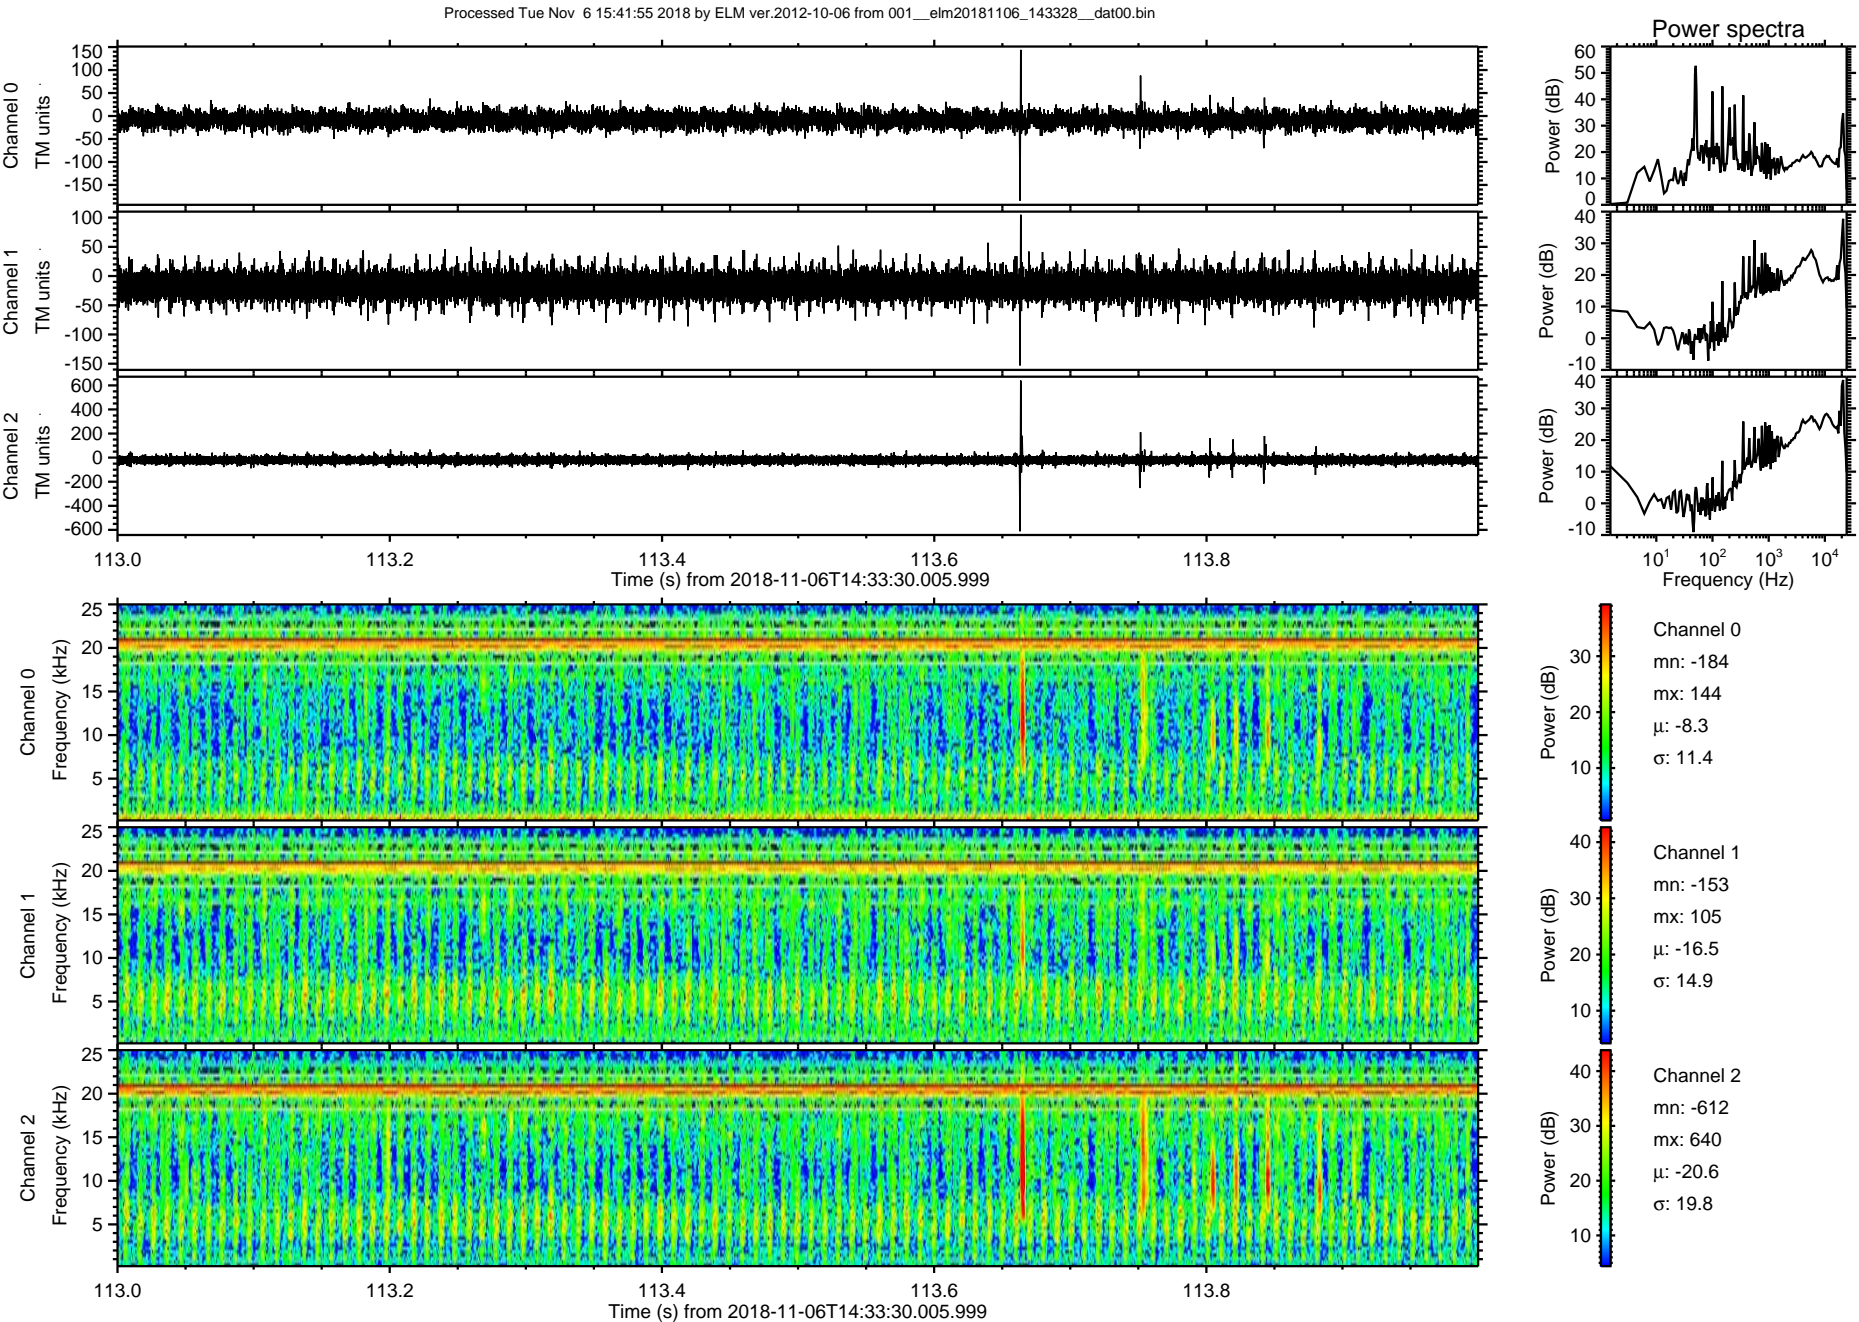 Processed Tue Nov  6 15:41:55 2018 by ELM ver.2012-10-06 from 001__elm20181106_143328__dat00.bin
Power spectra
Channel 0
TM units
150
100
50
0
-50
-100
-150
Power (dB)
60
50
40
30
20
10
0
Channel 1
TM units
100
50
0
-50
-100
-150
Power (dB)
40
30
20
10
0
-10
Channel 2
TM units
600
400
200
0
-200
-400
-600
Power (dB)
40
30
20
10
0
-10
113.0
113.2
113.4
113.6
113.8
Time (s) from 2018-11-06T14:33:30.005.999
10¹
10²
10³
10⁴
Frequency (Hz)
Channel 0
Frequency (kHz)
25
20
15
10
5
Power (dB)
30
20
10
Channel 0
mn: -184
mx: 144
μ: -8.3
σ: 11.4
Channel 1
Frequency (kHz)
25
20
15
10
5
Power (dB)
40
30
20
10
Channel 1
mn: -153
mx: 105
μ: -16.5
σ: 14.9
Channel 2
Frequency (kHz)
25
20
15
10
5
Power (dB)
40
30
20
10
Channel 2
mn: -612
mx: 640
μ: -20.6
σ: 19.8
113.0
113.2
113.4
113.6
113.8
Time (s) from 2018-11-06T14:33:30.005.999